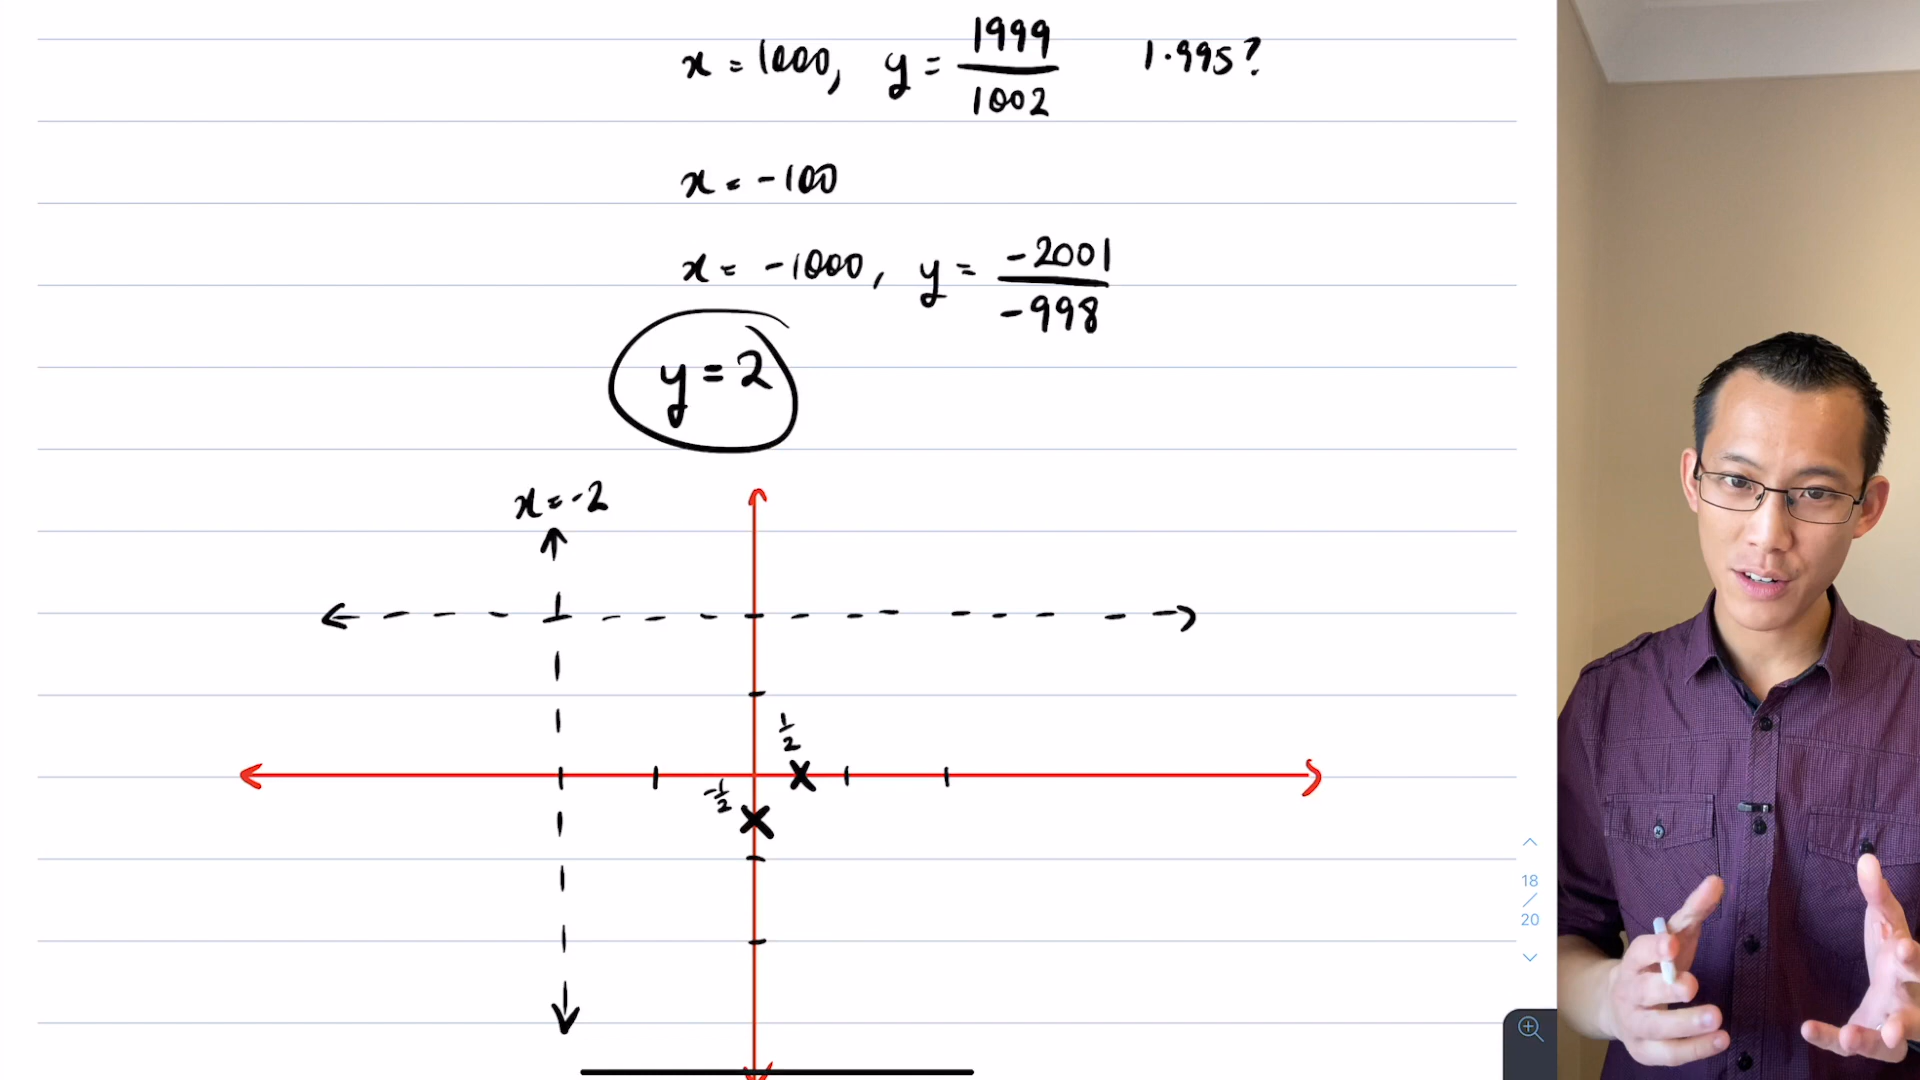 x = 1000, y = 1999/1002 1.995?
x = -100
x = -1000, y = -2001/-998
y = 2
x = -2
1/2
-1/2
18
/
20